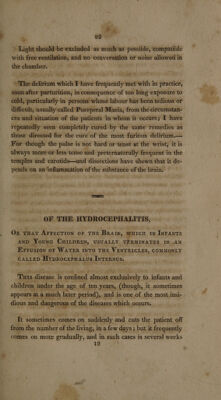 89
Light should be excluded as much as possible, compatible
with free ventilation, and no conversation or noise allowed in
the chamber.
The delirium which I have frequently met with in practice,
soon after parturition, in consequence of too long exposure to
cold, particularly in persons whose labour has been tedious or
difficult, usually called Puerperal Mania, from the circumstan-
ces and situation of the patients in whom it occurs; I have
repeatedly seen completely cured by the same remedies as
those directed for the cure of the most furious delirium.—
For though the pulse is not hard or tense at the wrist, it is
always more or less tense and preternaturally frequent in the
temples and carotids—and dissections have shown that it de-
pends on an inflammation of the substance of the brain.
OF THE HYDROCEPHALITIS,
Or that Affection of the Brain, which in Infants
and Young Children, usually terminates in an
Effusion of Water into the Ventricles, commonly
called Hydrocephalus Internus.
This disease is confined almost exclusively to infants and
children under the age of ten years, (though, it sometimes
appears at a much later period), and is one of the most insi-
dious and dangerous of the diseases which occurs.
It sometimes comes on suddenly and cuts the patient off
from the number of the living, in a few days; but it frequently
comes on more gradually, and in such cases is several weeks
12